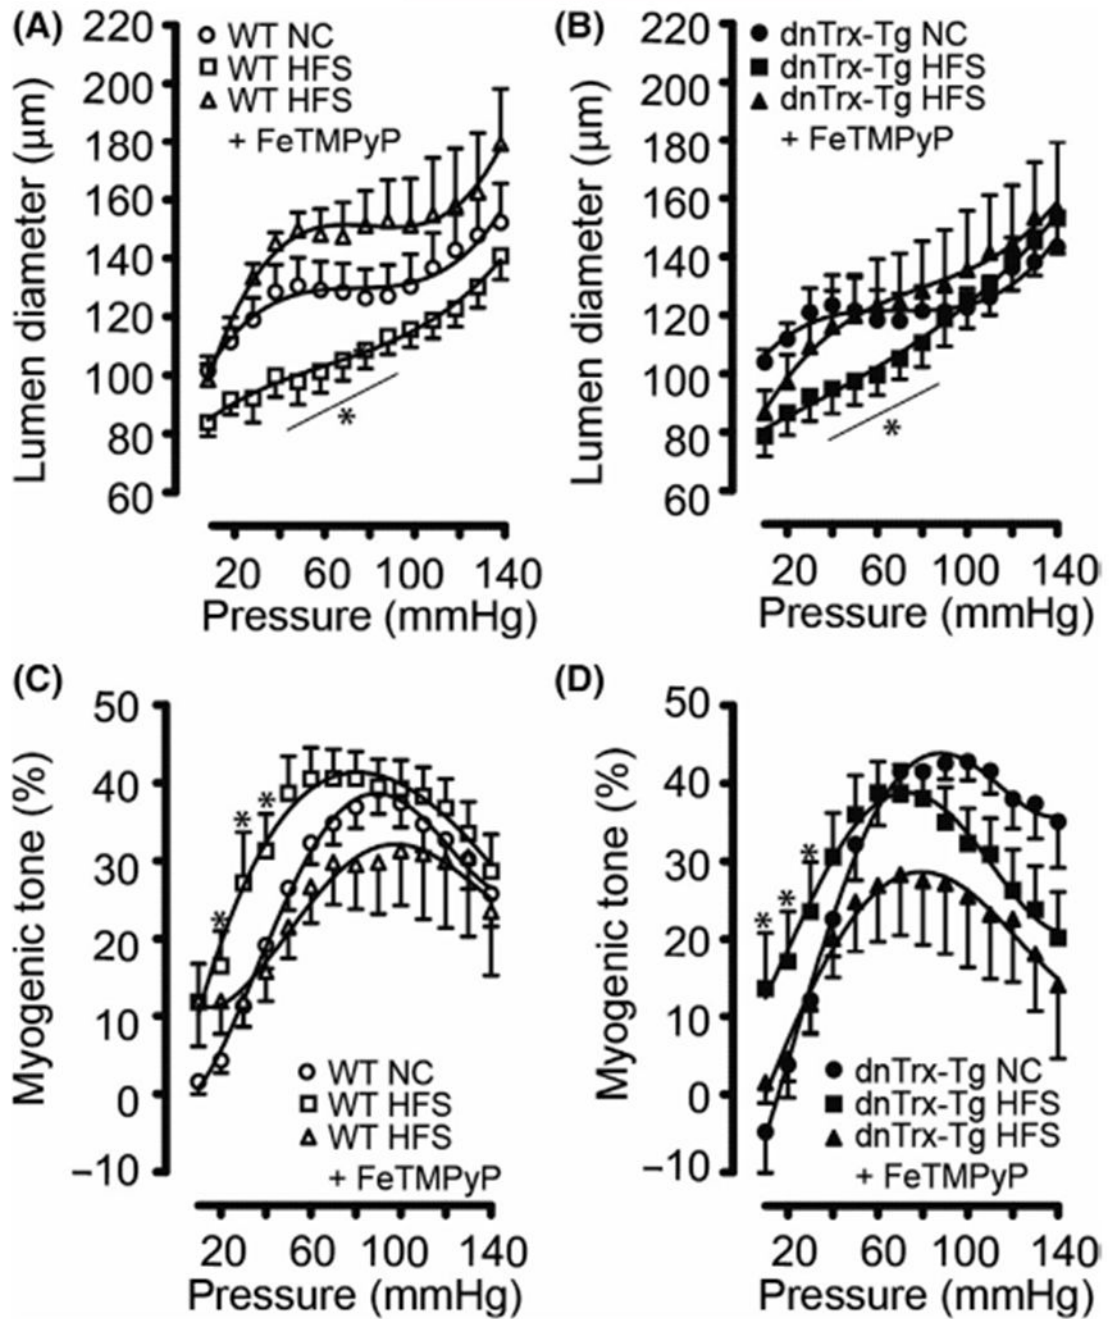 (A)
220
200
180
160
140
120
100
80
60
Lumen diameter (µm)
WT NC
WT HFS
WT HFS
+ FeTMPyP
*
20 60 100 140
Pressure (mmHg)
(B)
220
200
180
160
140
120
100
80
60
Lumen diameter (µm)
dnTrx-Tg NC
dnTrx-Tg HFS
dnTrx-Tg HFS
+ FeTMPyP
*
20 60 100 140
Pressure (mmHg)
(C)
50
40
30
20
10
0
−10
Myogenic tone (%)
* * *
WT NC
WT HFS
WT HFS
+ FeTMPyP
20 60 100 140
Pressure (mmHg)
(D)
50
40
30
20
10
0
−10
Myogenic tone (%)
* * *
dnTrx-Tg NC
dnTrx-Tg HFS
dnTrx-Tg HFS
+ FeTMPyP
20 60 100 140
Pressure (mmHg)